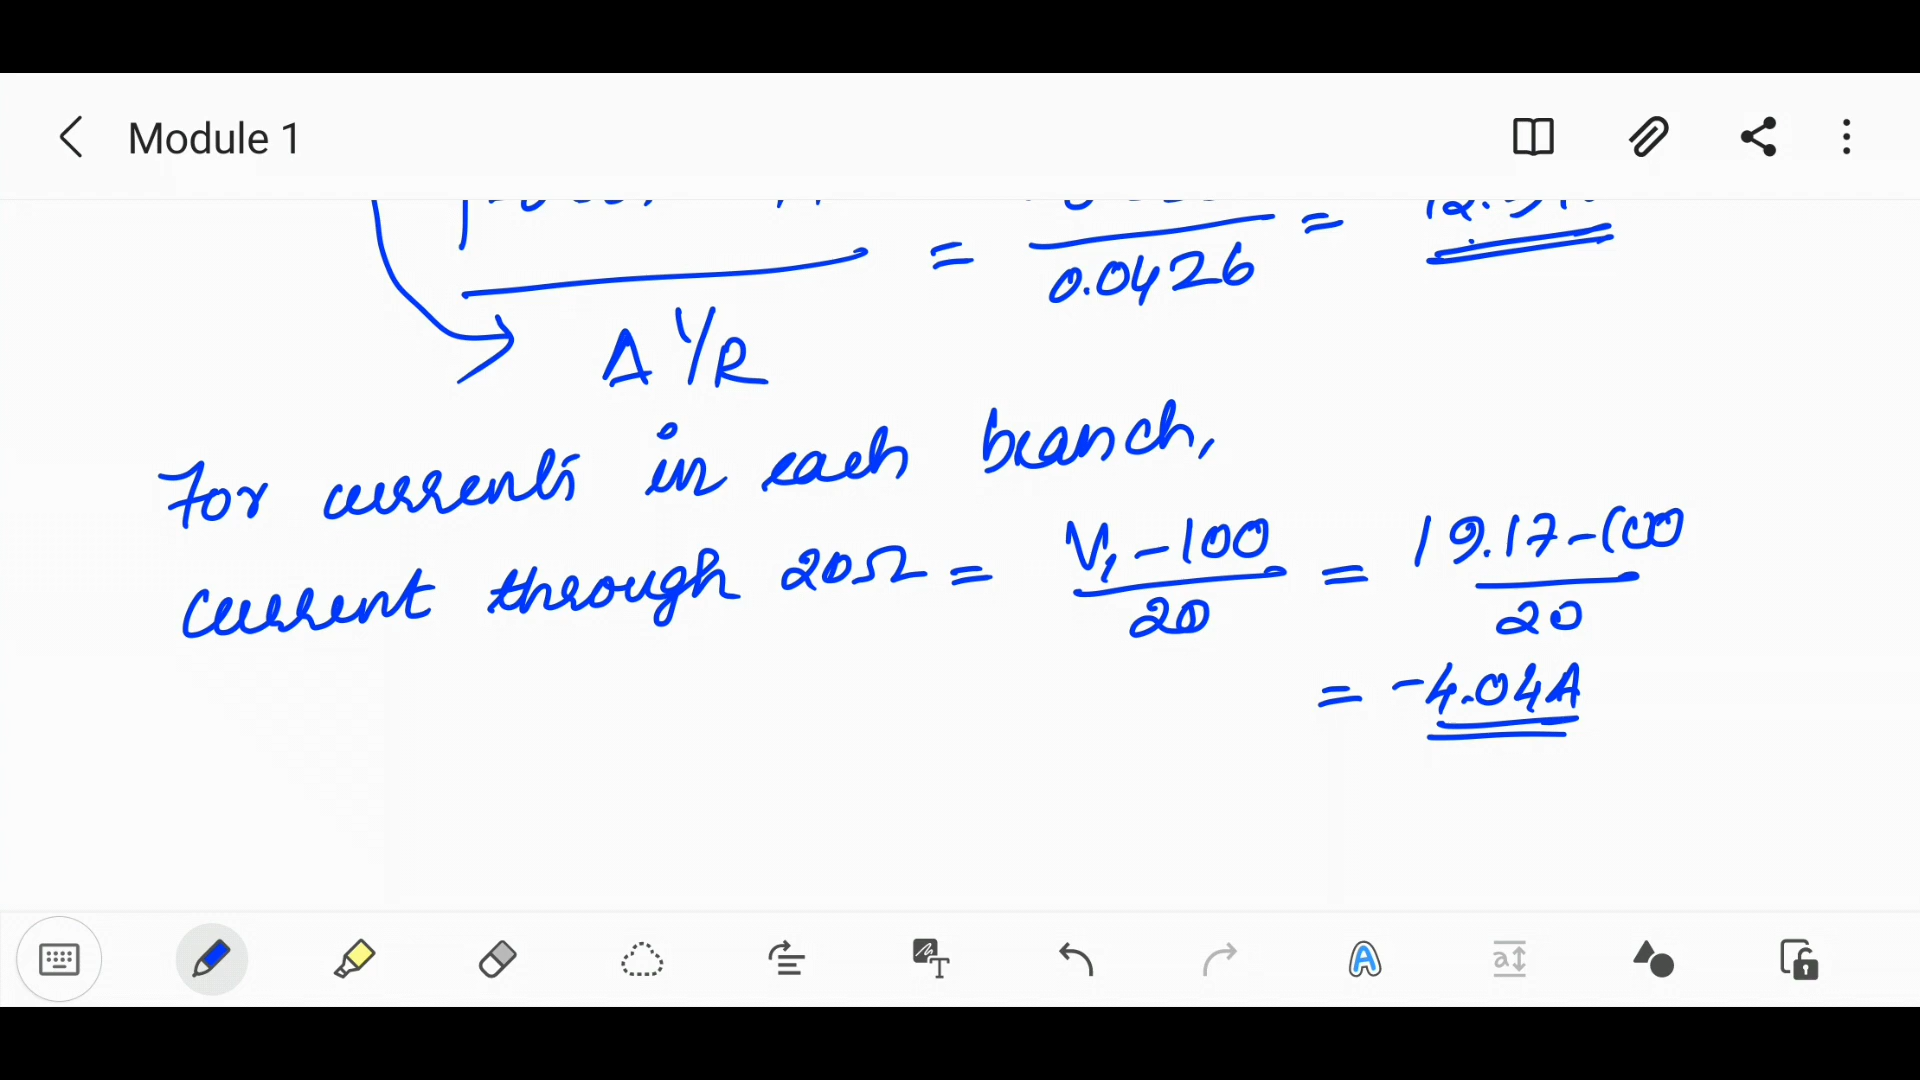 Module 1
= 0.0426 =
Δ 1/R
For currents in each branch,
current through 20Ω = V₁ - 100 / 20 = 19.17 - 100 / 20
= -4.04A